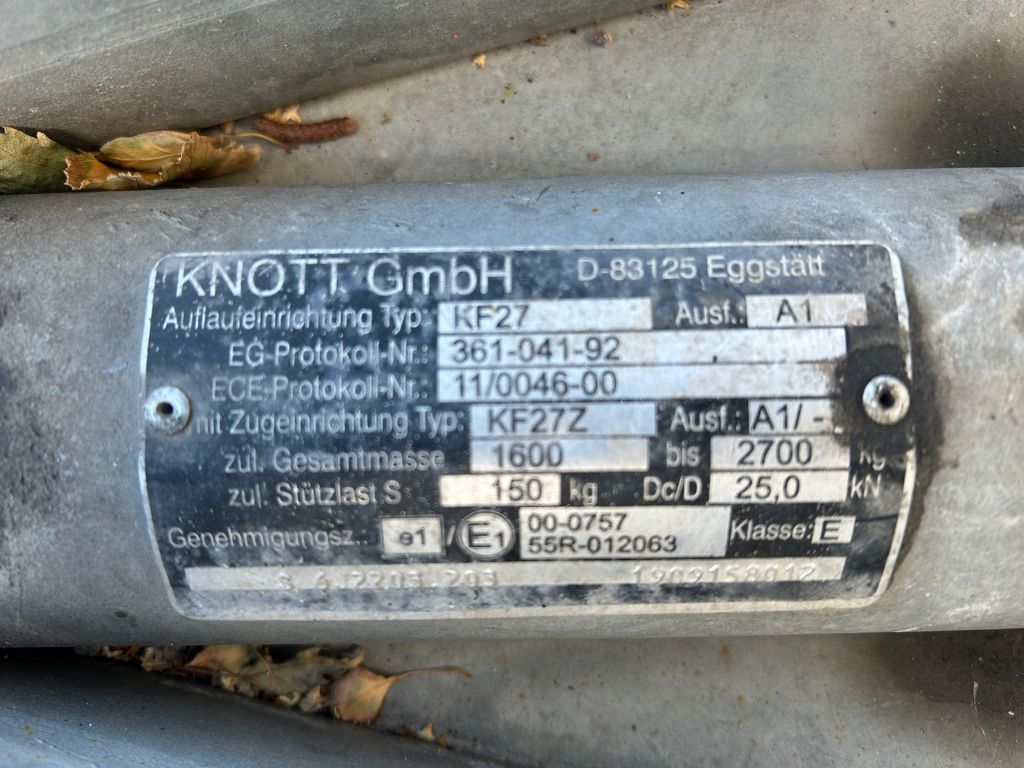 KNOTT GmbH D-83125 Eggstätt
Auflaufeinrichtung Typ: KF27 Ausf.: A1
EG-Protokoll-Nr.: 361-041-92
ECE-Protokoll-Nr.: 11/0046-00
mit Zugeinrichtung Typ: KF27Z Ausf.: A1/-
zul. Gesamtmasse 1600 bis 2700 kg
zul. Stützlast S 150 kg Dc/D 25,0 kN
Genehmigungsz.: e1 / E1 00-0757
55R-012063 Klasse: E
1909158012